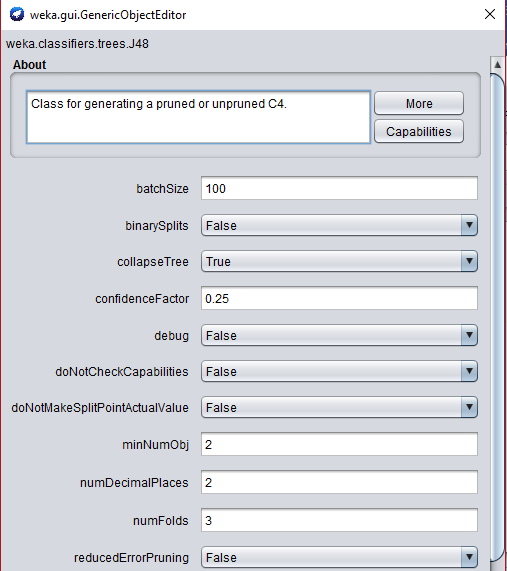 weka.gui.GenericObjectEditor
weka.classifiers.trees.J48
About
Class for generating a pruned or unpruned C4.
More
Capabilities
batchSize 100
binarySplits False
collapseTree True
confidenceFactor 0.25
debug False
doNotCheckCapabilities False
doNotMakeSplitPointActualValue False
minNumObj 2
numDecimalPlaces 2
numFolds 3
reducedErrorPruning False